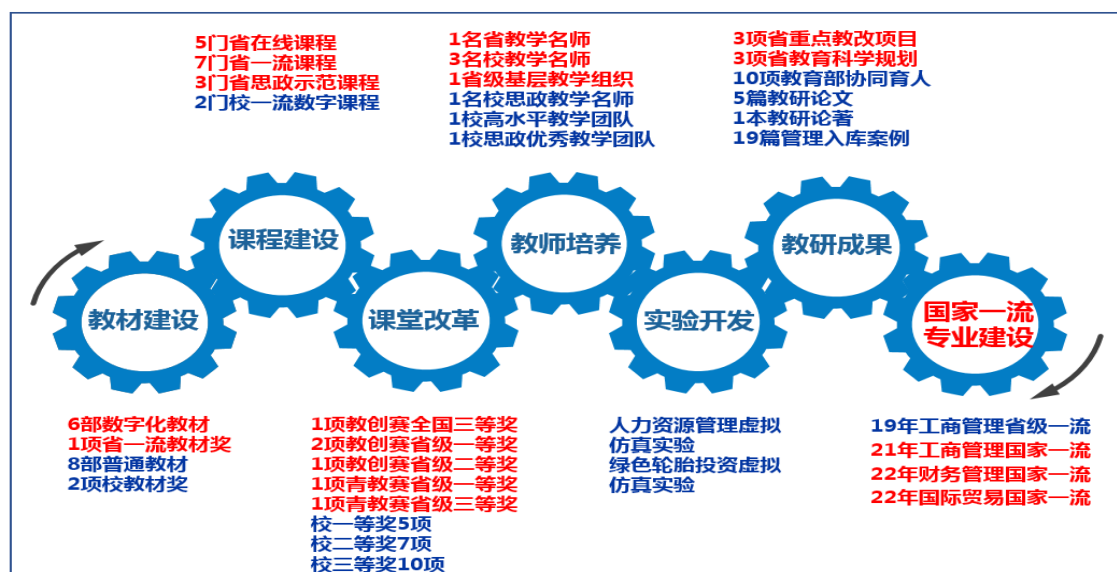 5门省在线课程
7门省一流课程
3门省思政示范课程
2门校一流数字课程
1名省教学名师
3名校教学名师
1省级基层教学组织
1名校思政教学名师
1校高水平教学团队
1校思政优秀教学团队
3项省重点教改项目
3项省教育科学规划
10项教育部协同育人
5篇教研论文
1本教研论著
19篇管理入库案例
课程建设
教师培养
教研成果
教材建设
课堂改革
实验开发
国家一流
专业建设
6部数字化教材
1项省一流教材奖
8部普通教材
2项校教材奖
1项教创赛全国三等奖
2项教创赛省级一等奖
1项教创赛省级二等奖
1项青教赛省级一等奖
1项青教赛省级三等奖
校一等奖5项
校二等奖7项
校三等奖10项
人力资源管理虚拟
仿真实验
绿色轮胎投资虚拟
仿真实验
19年工商管理省级一流
21年工商管理国家一流
22年财务管理国家一流
22年国际贸易国家一流